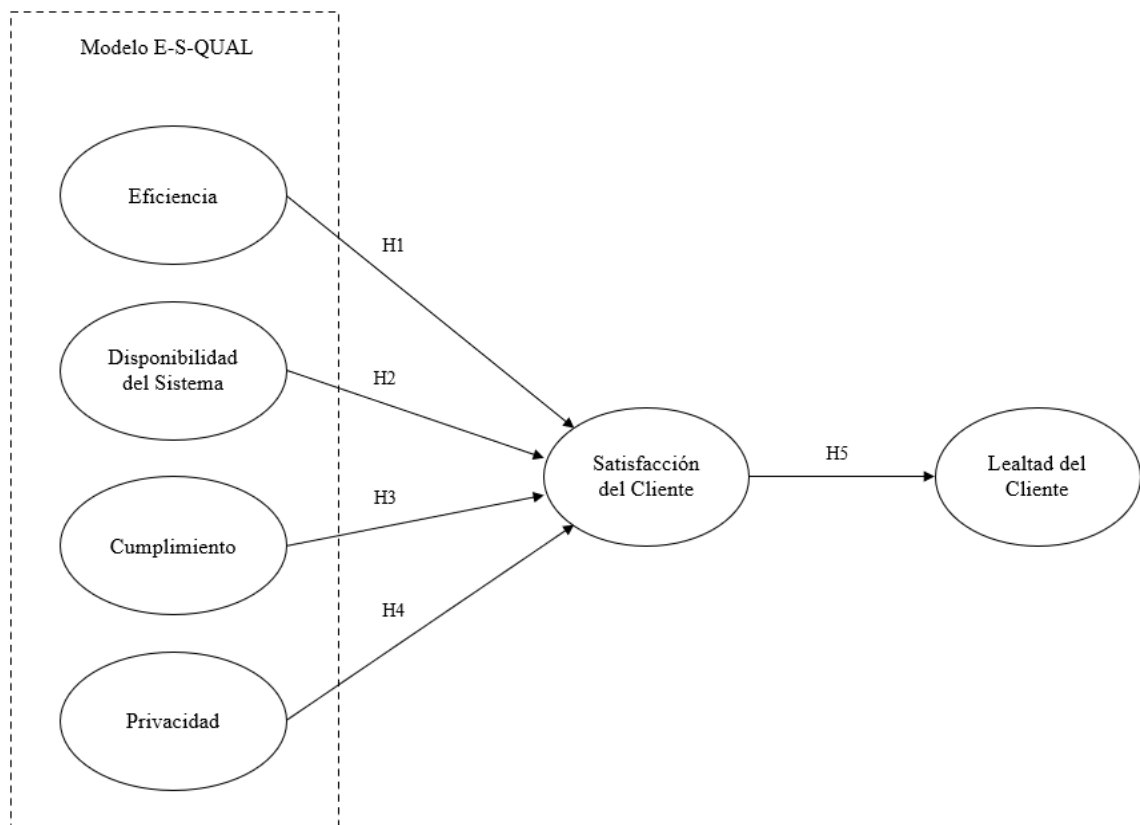 Modelo E-S-QUAL
Eficiencia
H1
Disponibilidad
del Sistema
H2
Satisfacción
del Cliente
H5
Lealtad del
Cliente
H3
Cumplimiento
H4
Privacidad